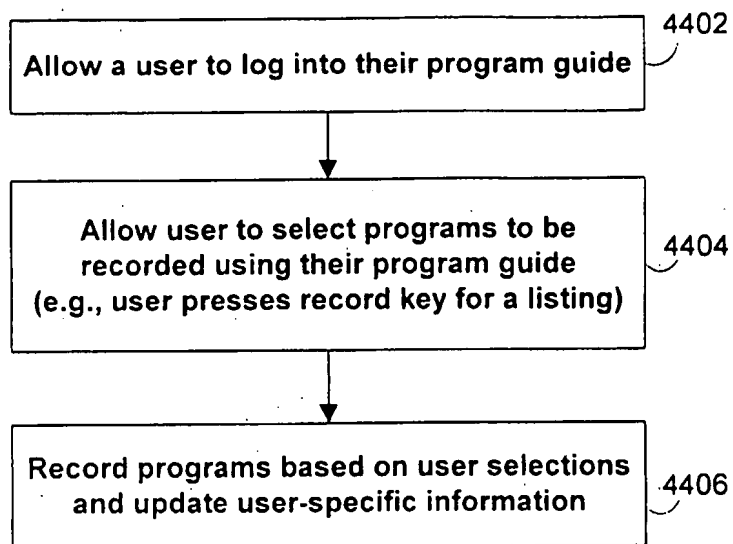 4402
Allow a user to log into their program guide
Allow user to select programs to be
recorded using their program guide
(e.g., user presses record key for a listing)
4404
Record programs based on user selections
and update user-specific information
4406